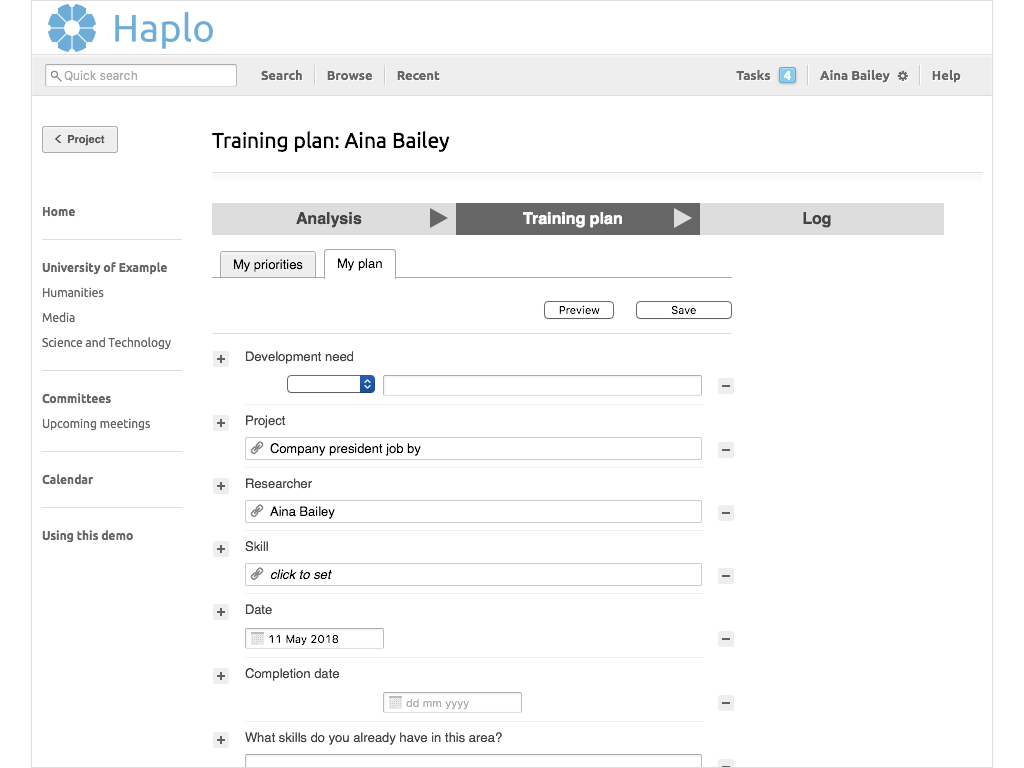 Haplo
Quick search
Search
Browse
Recent
Tasks 4
Aina Bailey
Help
Project
Training plan: Aina Bailey
Home
University of Example
Humanities
Media
Science and Technology
Committees
Upcoming meetings
Calendar
Using this demo
Analysis
Training plan
Log
My priorities
My plan
Preview
Save
Development need
Project
Company president job by
Researcher
Aina Bailey
Skill
click to set
Date
11 May 2018
Completion date
dd mm yyyy
What skills do you already have in this area?